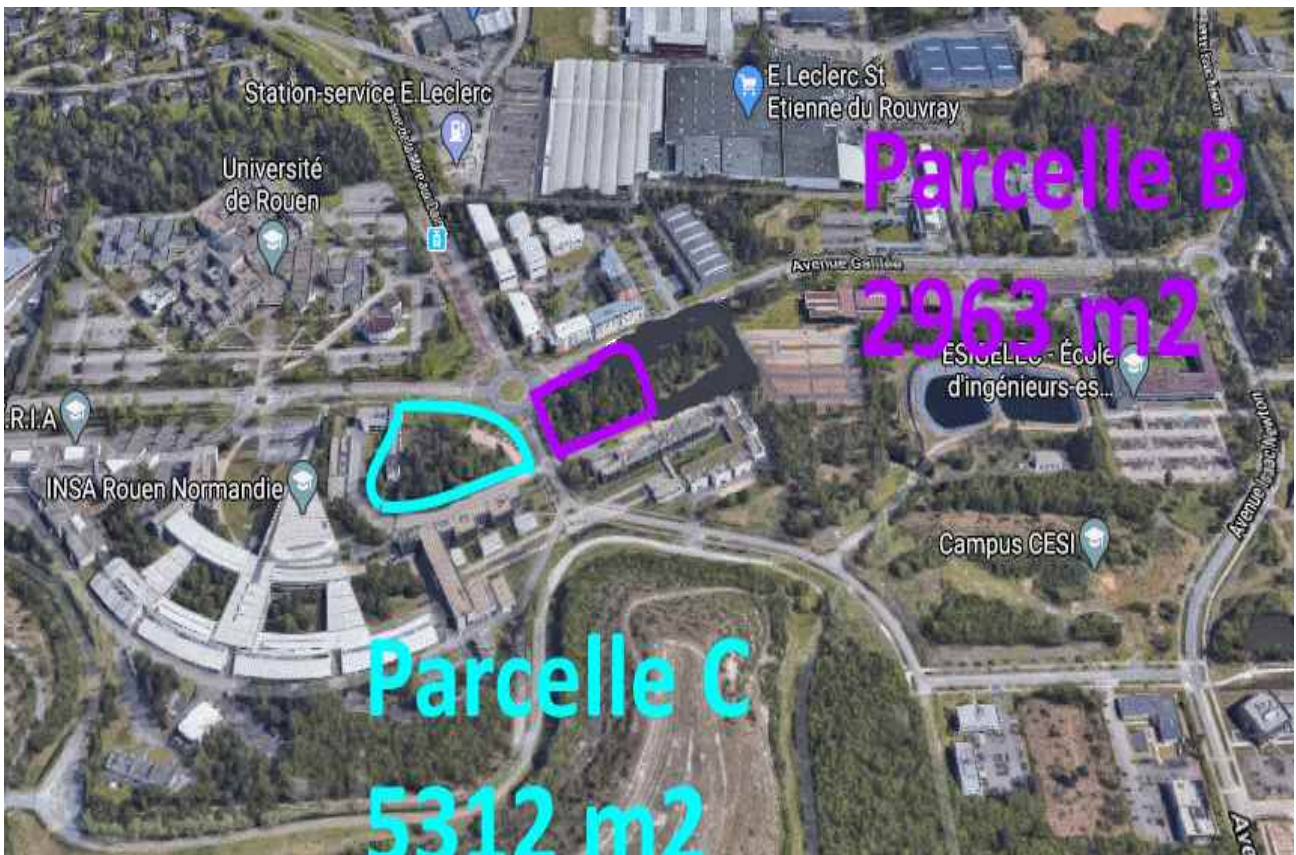 Station-service E.Leclerc
E.Leclerc St
Etienne du Rouvray
Parcelle B
2963 m2
Université
de Rouen
Avenue Galilée
ESIGELEC - École
d'ingénieurs-es...
.R.I.A
INSA Rouen Normandie
Avenue Isaac Newton
Campus CESI
Parcelle C
5312 m2
Ave